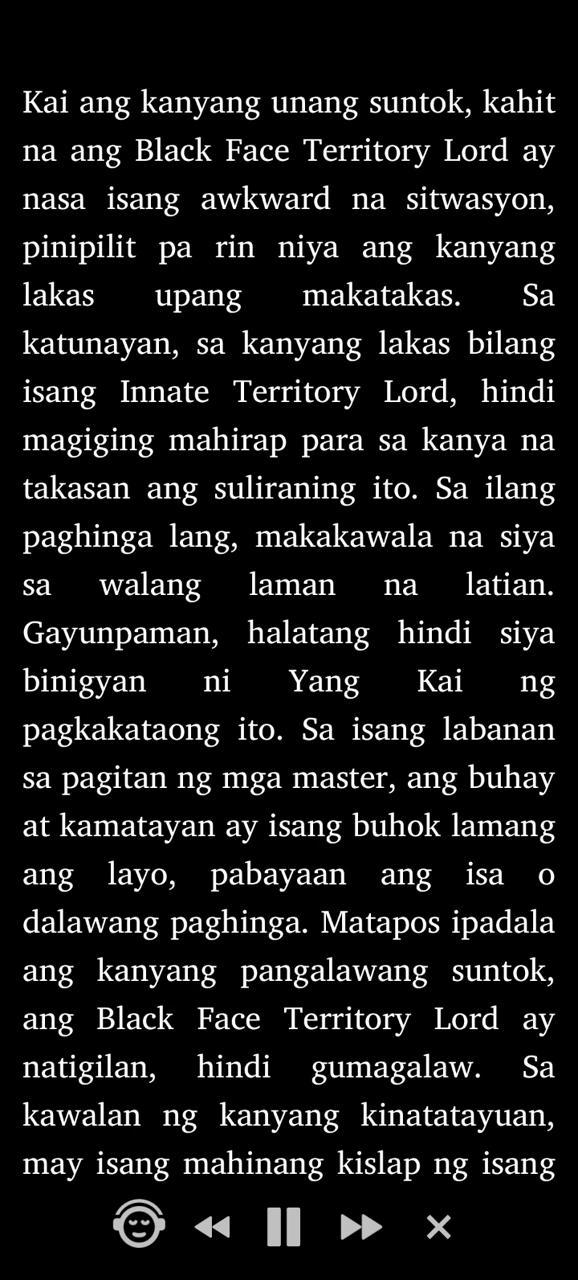 Kai ang kanyang unang suntok, kahit
na ang Black Face Territory Lord ay
nasa isang awkward na sitwasyon,
pinipilit pa rin niya ang kanyang
lakas upang makatakas. Sa
katunayan, sa kanyang lakas bilang
isang Innate Territory Lord, hindi
magiging mahirap para sa kanya na
takasan ang suliraning ito. Sa ilang
paghinga lang, makakawala na siya
sa walang laman na latian.
Gayunpaman, halatang hindi siya
binigyan ni Yang Kai ng
pagkakataong ito. Sa isang labanan
sa pagitan ng mga master, ang buhay
at kamatayan ay isang buhok lamang
ang layo, pabayaan ang isa o
dalawang paghinga. Matapos ipadala
ang kanyang pangalawang suntok,
ang Black Face Territory Lord ay
natigilan, hindi gumagalaw. Sa
kawalan ng kanyang kinatatayuan,
may isang mahinang kislap ng isang